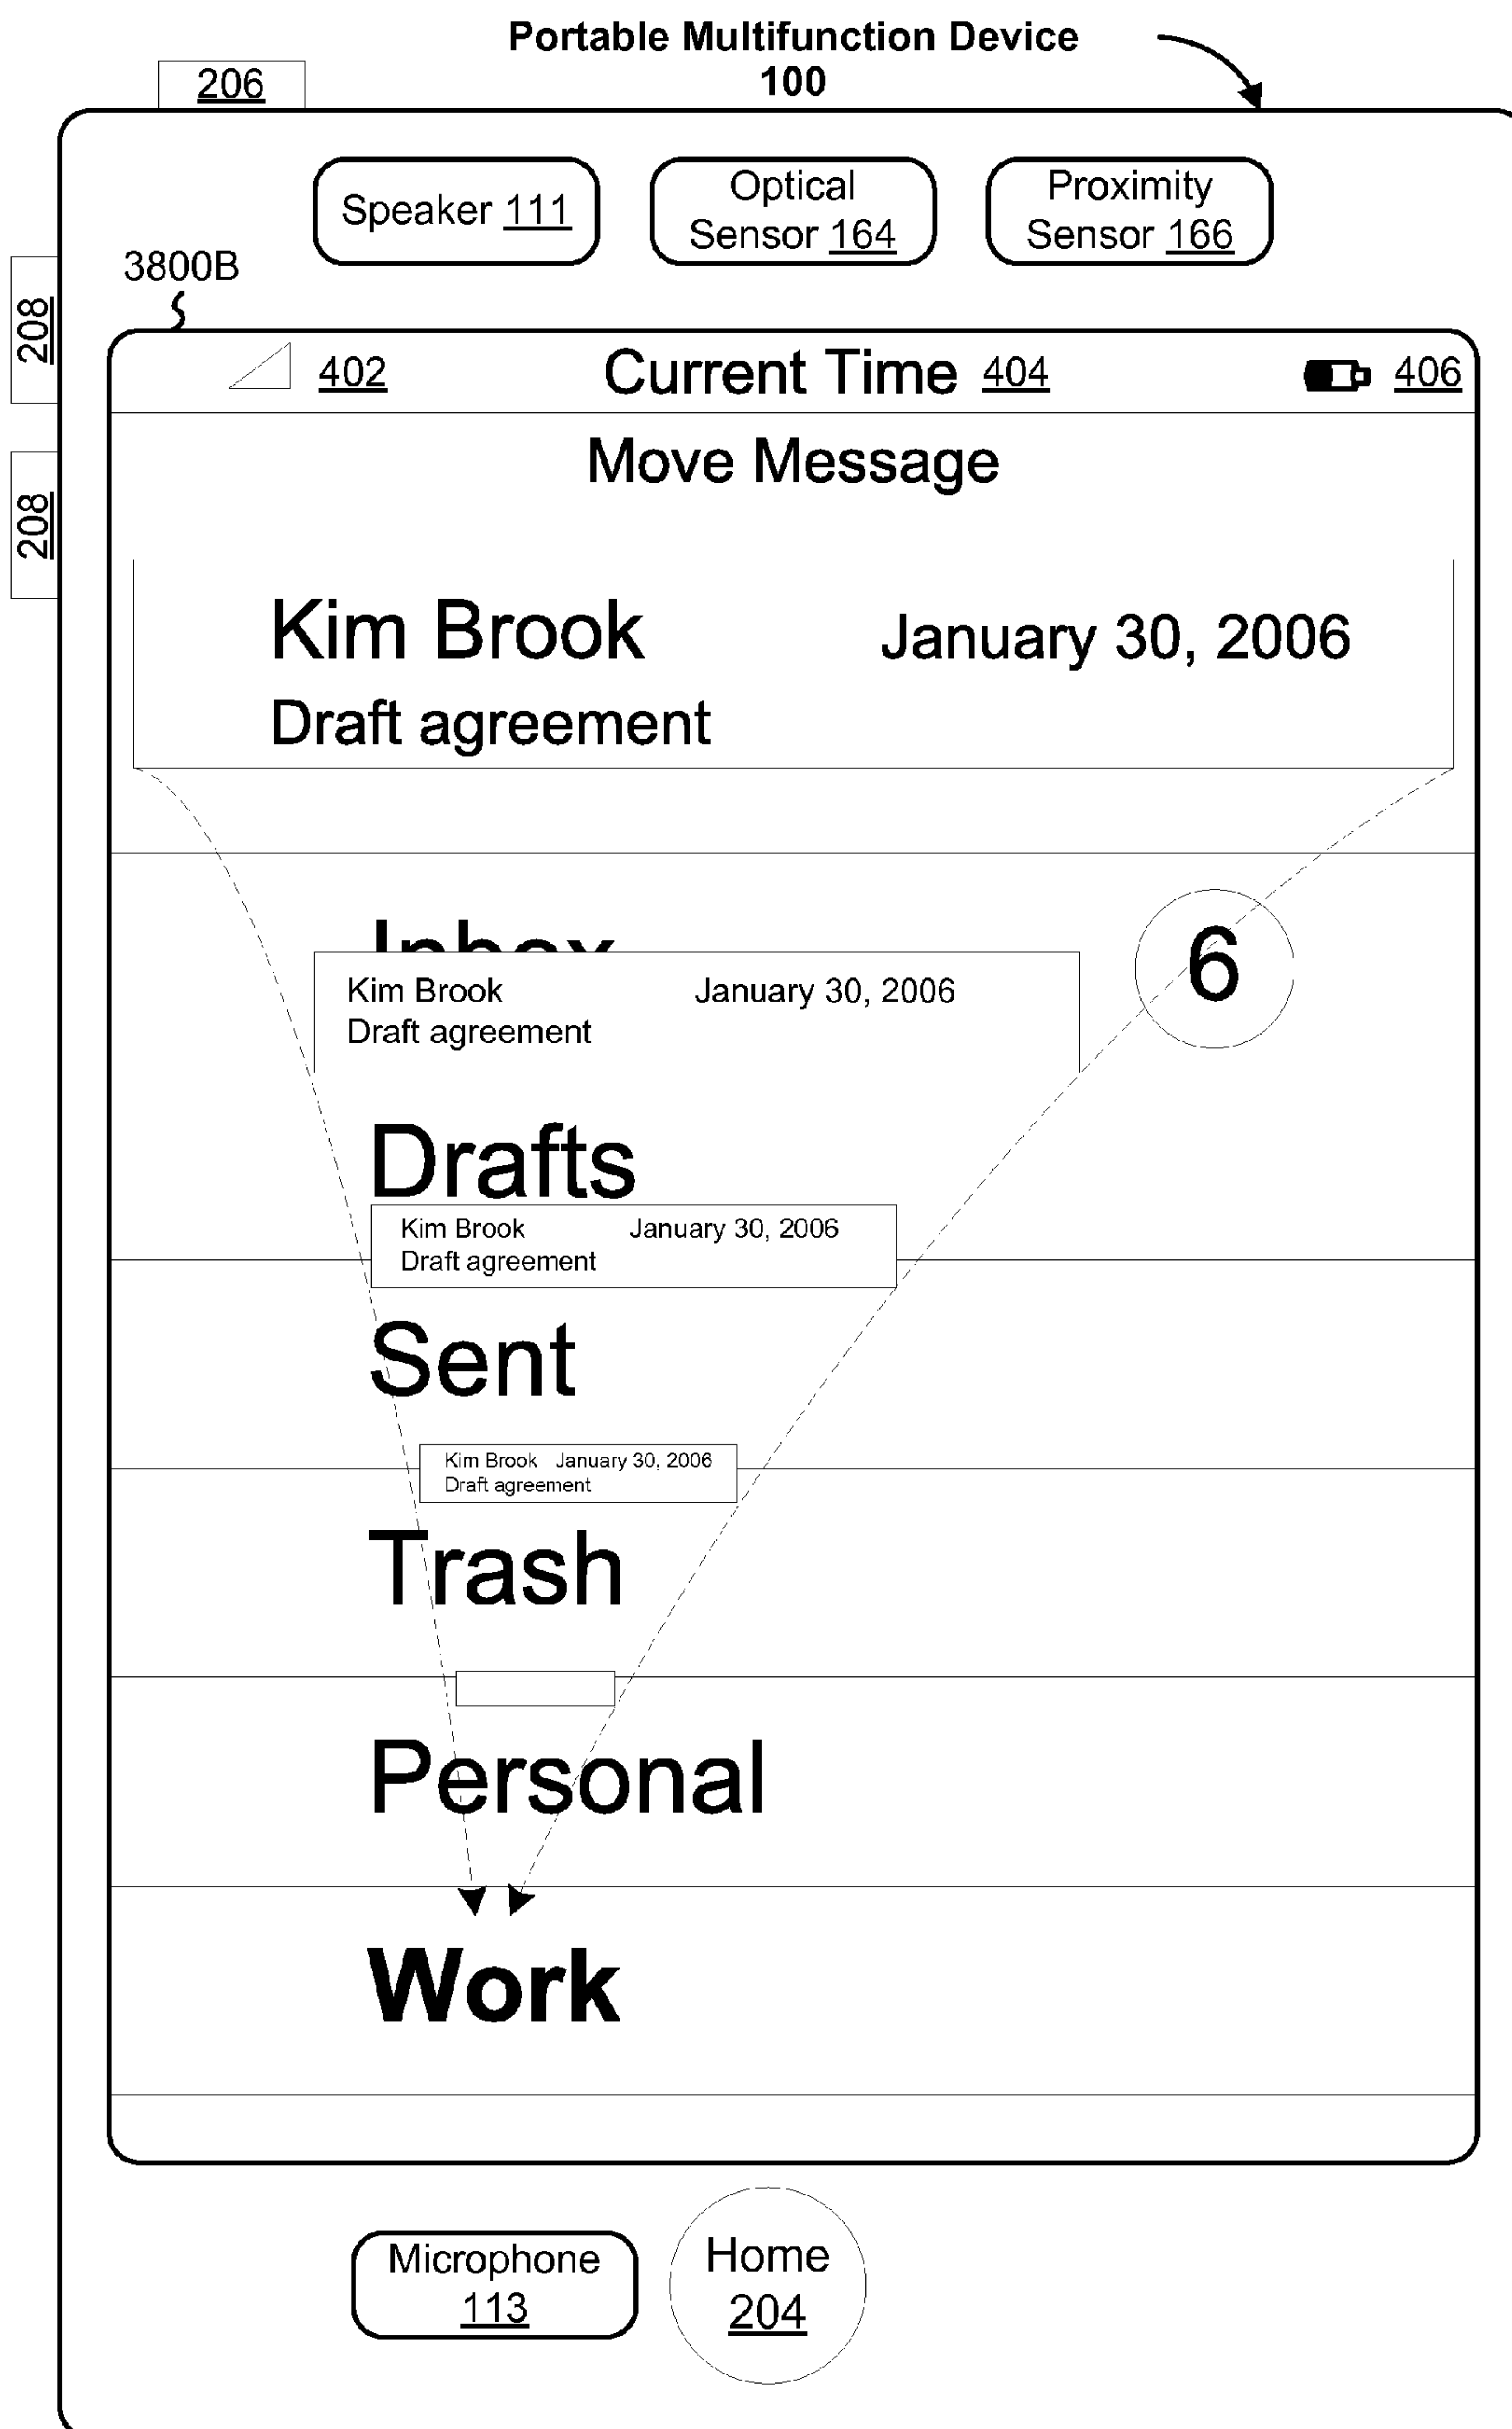 Portable Multifunction Device
100
206
Speaker 111
Optical
Sensor 164
Proximity
Sensor 166
3800B
208
208
402
Current Time 404
406
Move Message
Kim Brook January 30, 2006
Draft agreement
Inbox
6
Kim Brook January 30, 2006
Draft agreement
Drafts
Kim Brook January 30, 2006
Draft agreement
Sent
Kim Brook January 30, 2006
Draft agreement
Trash
Personal
Work
Microphone
113
Home
204